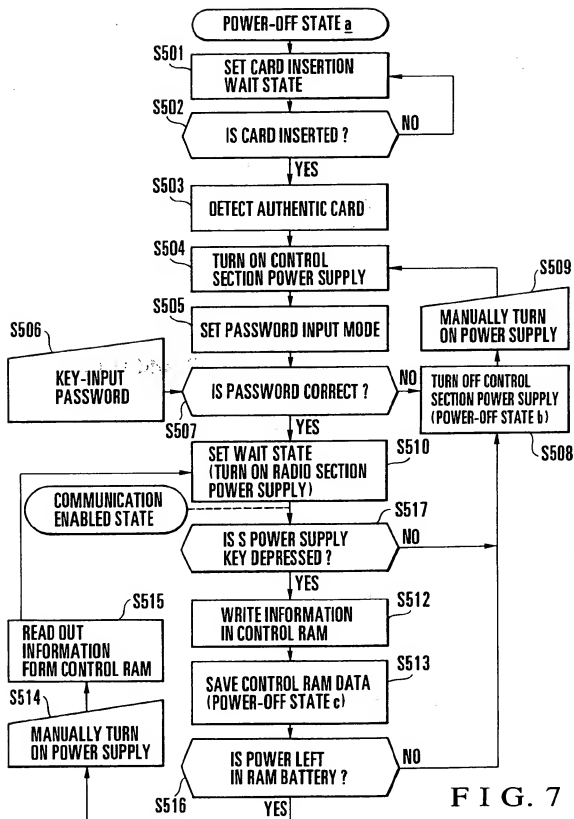 POWER-OFF STATE a
S501
SET CARD INSERTION
WAIT STATE
S502
IS CARD INSERTED ?
NO
YES
S503
DETECT AUTHENTIC CARD
S504
TURN ON CONTROL
SECTION POWER SUPPLY
S509
MANUALLY TURN
ON POWER SUPPLY
S505
SET PASSWORD INPUT MODE
S506
KEY-INPUT
PASSWORD
IS PASSWORD CORRECT ?
NO
S507
YES
TURN OFF CONTROL
SECTION POWER SUPPLY
(POWER-OFF STATE b)
S508
S510
SET WAIT STATE
(TURN ON RADIO SECTION
POWER SUPPLY)
COMMUNICATION
ENABLED STATE
S517
IS S POWER SUPPLY
KEY DEPRESSED ?
NO
YES
S512
WRITE INFORMATION
IN CONTROL RAM
S515
READ OUT
INFORMATION
FORM CONTROL RAM
S513
SAVE CONTROL RAM DATA
(POWER-OFF STATE c)
S514
MANUALLY TURN
ON POWER SUPPLY
IS POWER LEFT
IN RAM BATTERY ?
NO
S516
YES
FIG. 7